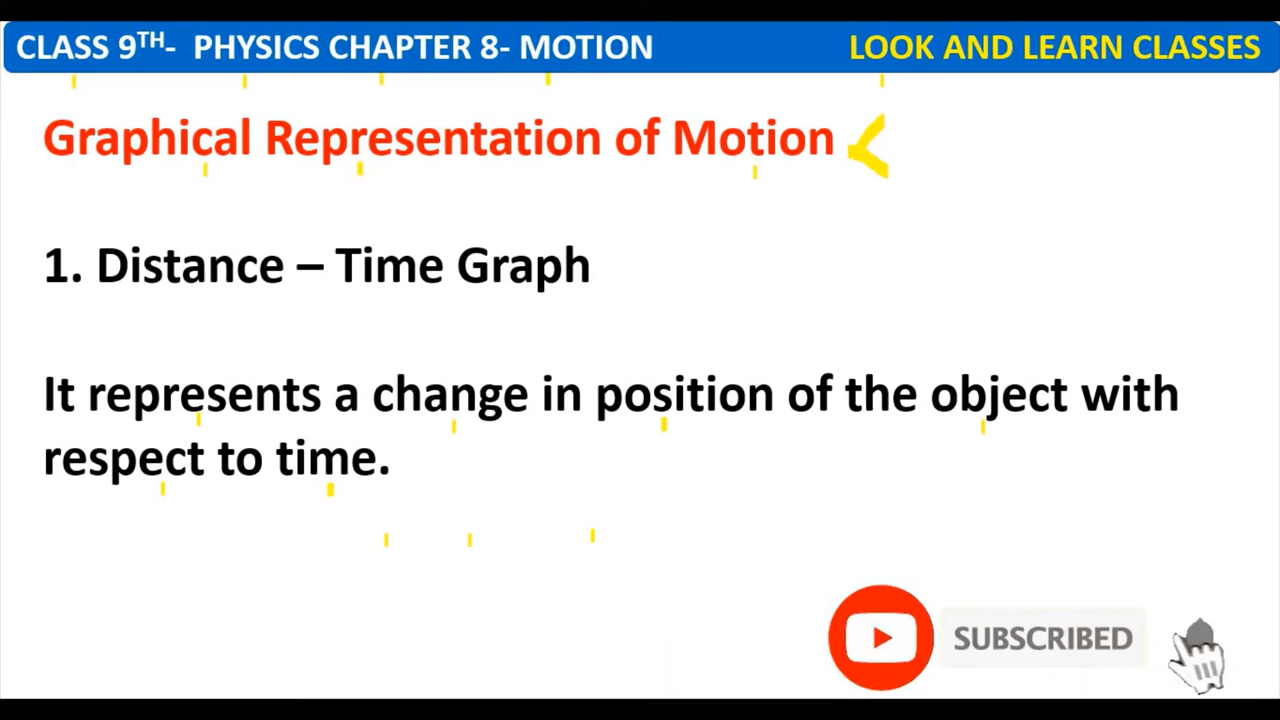 CLASS 9TH- PHYSICS CHAPTER 8- MOTION
LOOK AND LEARN CLASSES
Graphical Representation of Motion
1. Distance – Time Graph
It represents a change in position of the object with
respect to time.
SUBSCRIBED